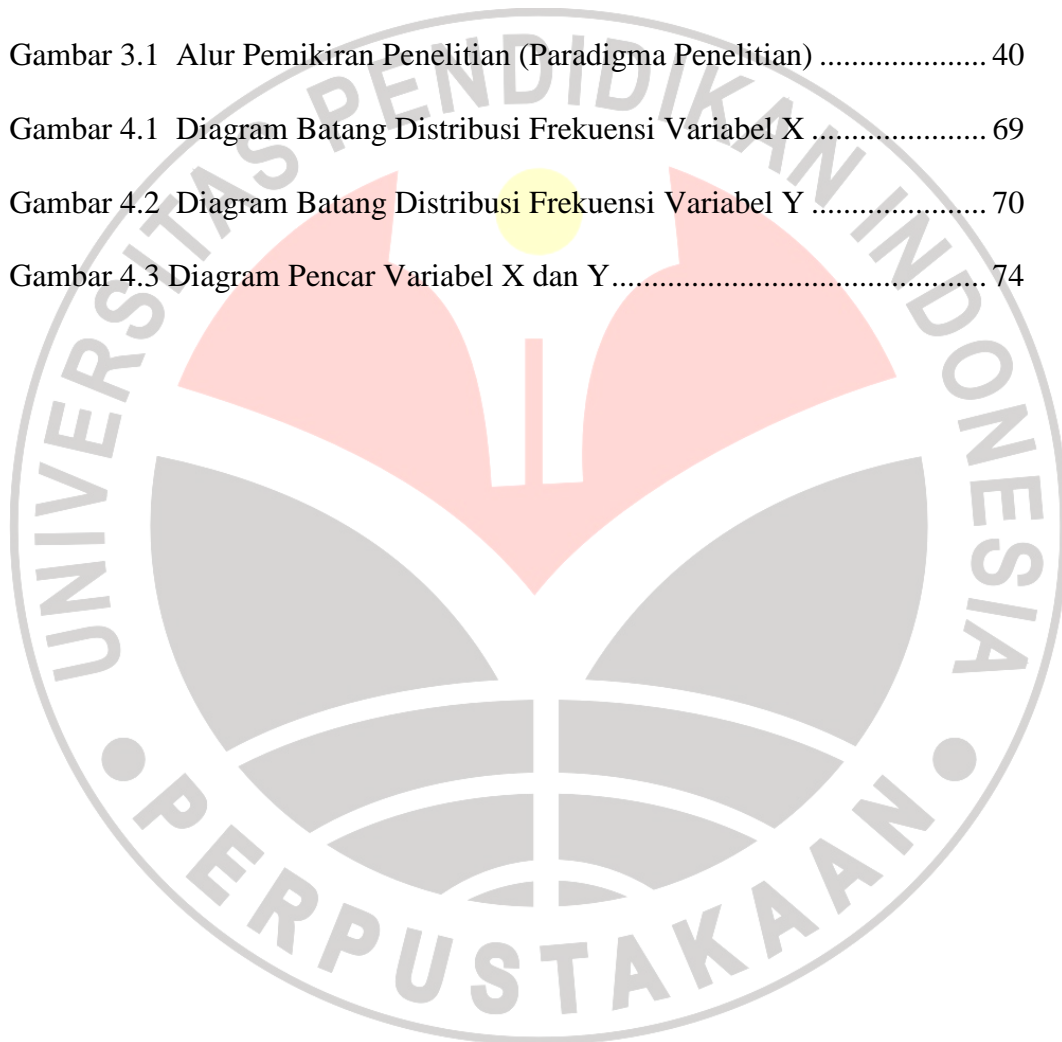 Gambar 3.1  Alur Pemikiran Penelitian (Paradigma Penelitian) ..................... 40
Gambar 4.1  Diagram Batang Distribusi Frekuensi Variabel X ...................... 69
Gambar 4.2  Diagram Batang Distribusi Frekuensi Variabel Y ...................... 70
Gambar 4.3 Diagram Pencar Variabel X dan Y............................................... 74
UNIVERSITAS PENDIDIKAN INDONESIA
PERPUSTAKAAN